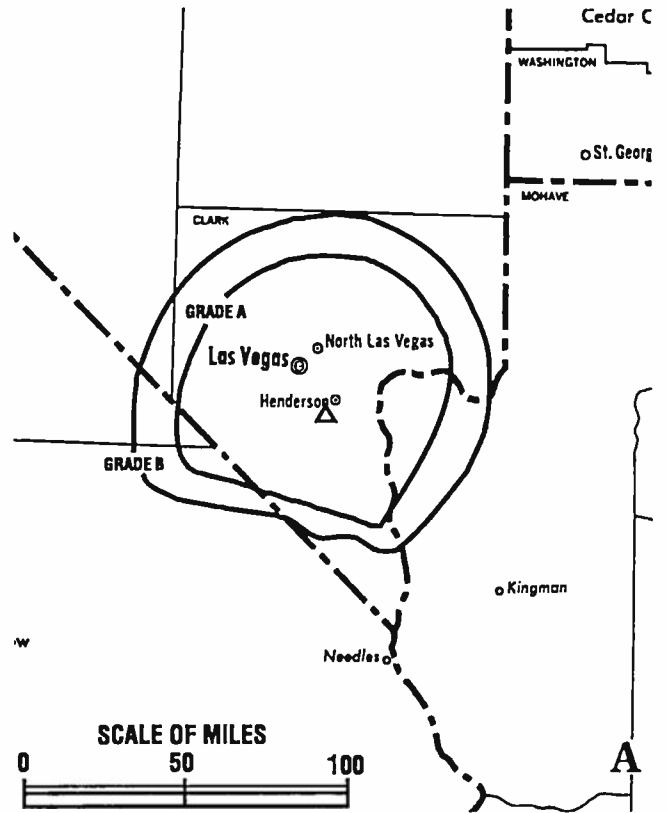 Cedar C
WASHINGTON
St. Georg
MOHAVE
CLARK
GRADE A
North Las Vegas
Las Vegas
Henderson
GRADE B
Kingman
w
Needles
SCALE OF MILES
0 50 100
A